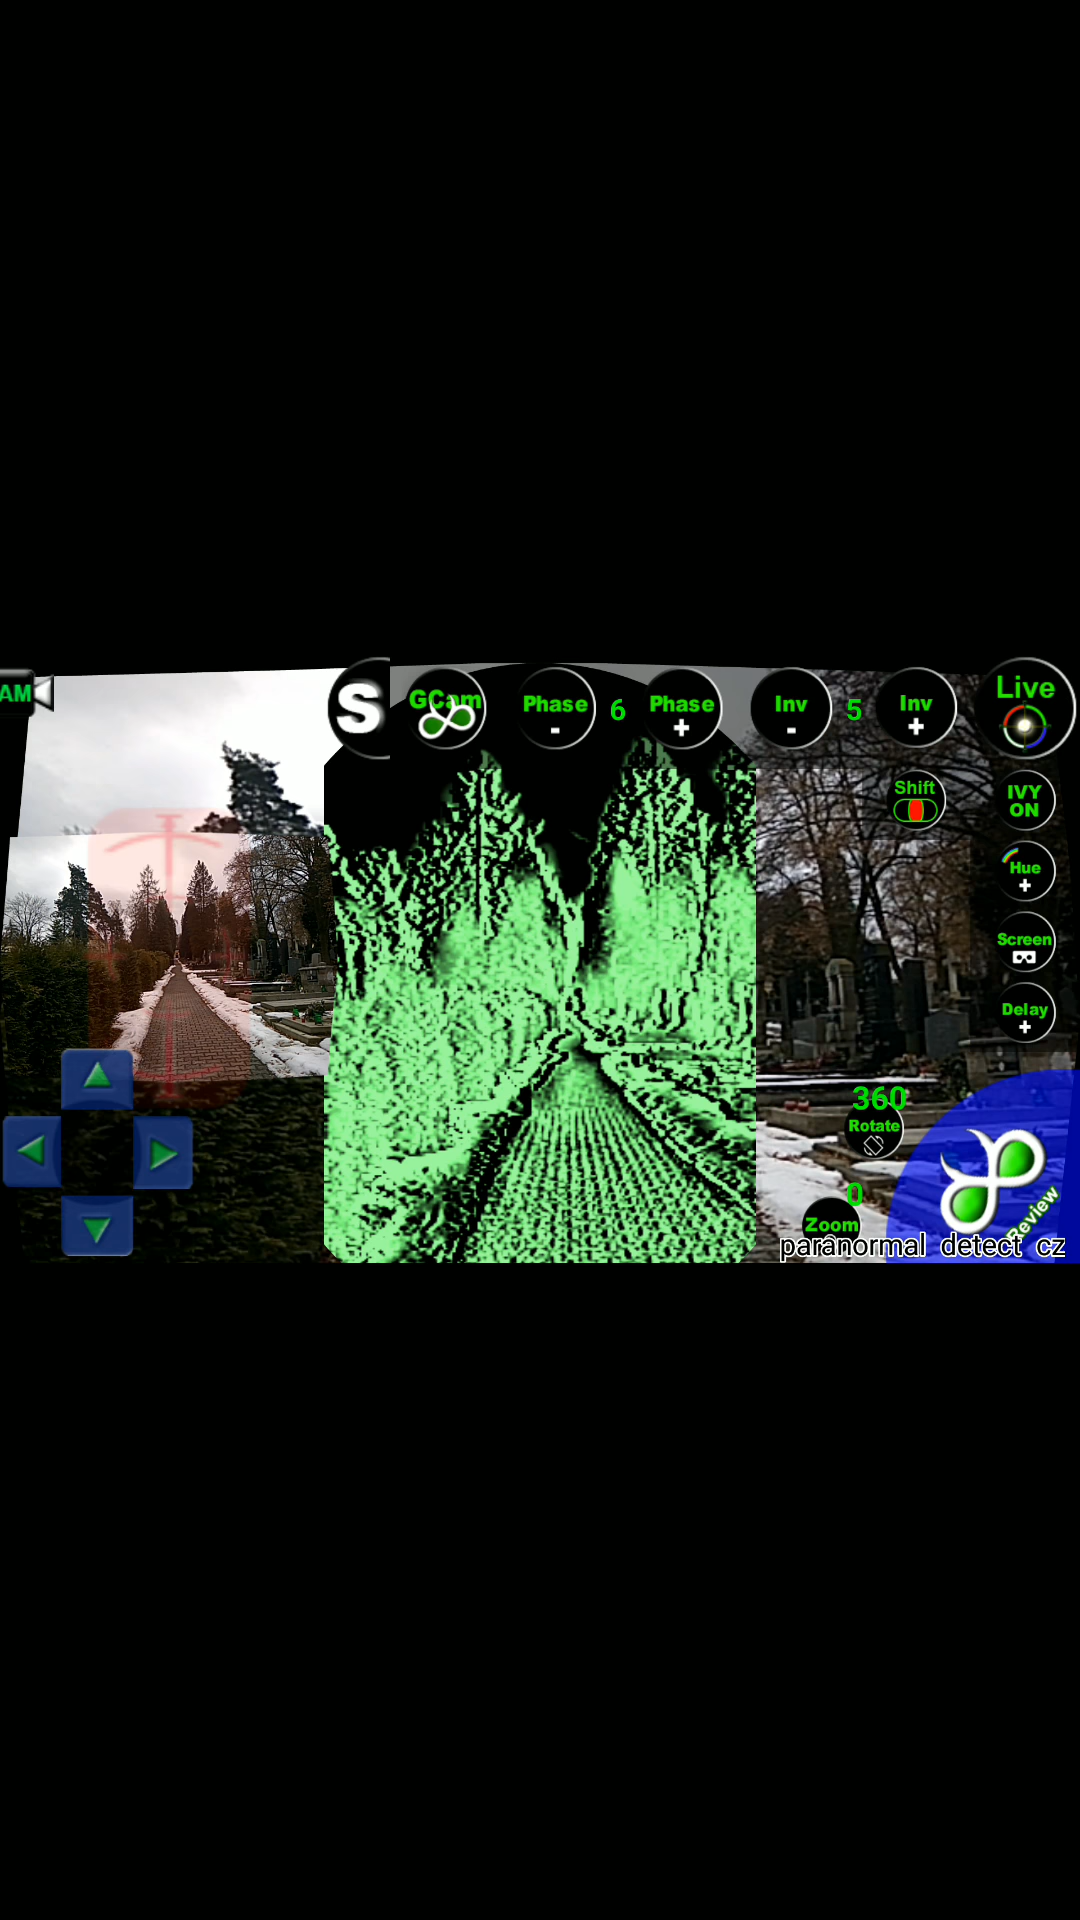 AM
S
GCam
Phase
-
6
Phase
+
Inv
-
5
Inv
+
Live
Shift
IVY
ON
Hue
+
Screen
Delay
+
360
Rotate
0
Zoom
Review
paranormal detect cz